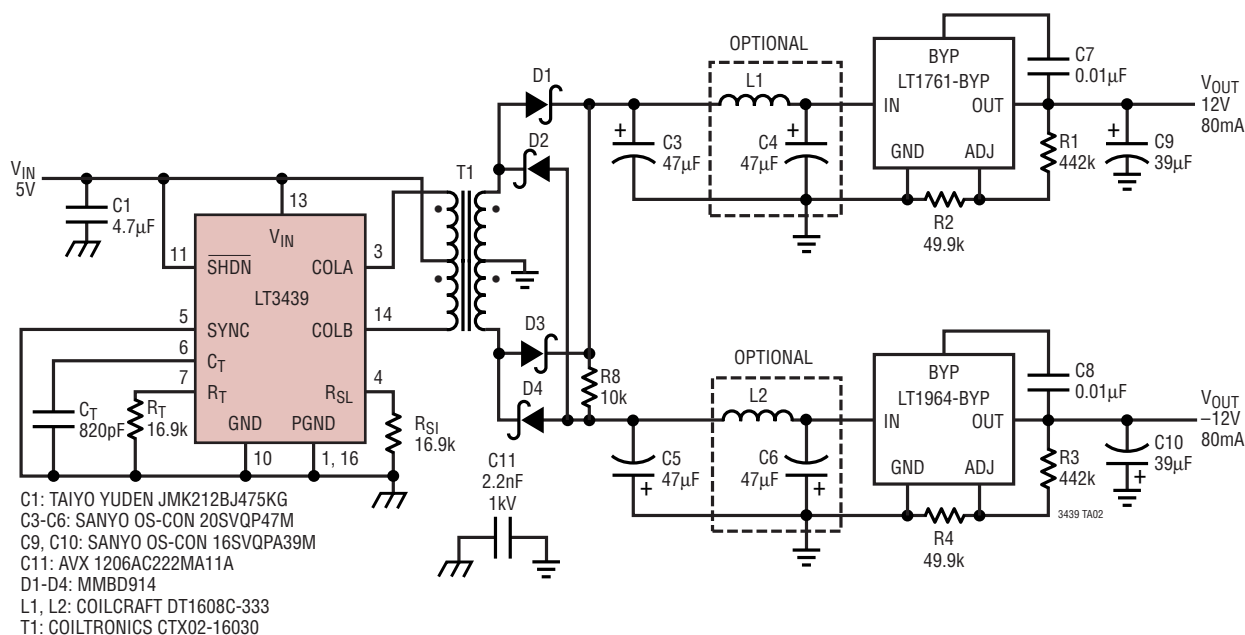 OPTIONAL
L1
D1
D2
T1
C3
47µF
C4
47µF
BYP
LT1761-BYP
IN
OUT
GND
ADJ
C7
0.01µF
VOUT
12V
80mA
R1
442k
C9
39µF
R2
49.9k
VIN
5V
C1
4.7µF
13
VIN
11
SHDN
COLA
3
LT3439
5
SYNC
COLB
14
6
CT
7
RT
RSL
4
GND
PGND
10
1, 16
CT
820pF
RT
16.9k
RSI
16.9k
D3
D4
R8
10k
C11
2.2nF
1kV
OPTIONAL
L2
C5
47µF
C6
47µF
BYP
LT1964-BYP
IN
OUT
GND
ADJ
C8
0.01µF
VOUT
–12V
80mA
R3
442k
C10
39µF
R4
49.9k
3439 TA02
C1: TAIYO YUDEN JMK212BJ475KG
C3-C6: SANYO OS-CON 20SVQP47M
C9, C10: SANYO OS-CON 16SVQPA39M
C11: AVX 1206AC222MA11A
D1-D4: MMBD914
L1, L2: COILCRAFT DT1608C-333
T1: COILTRONICS CTX02-16030